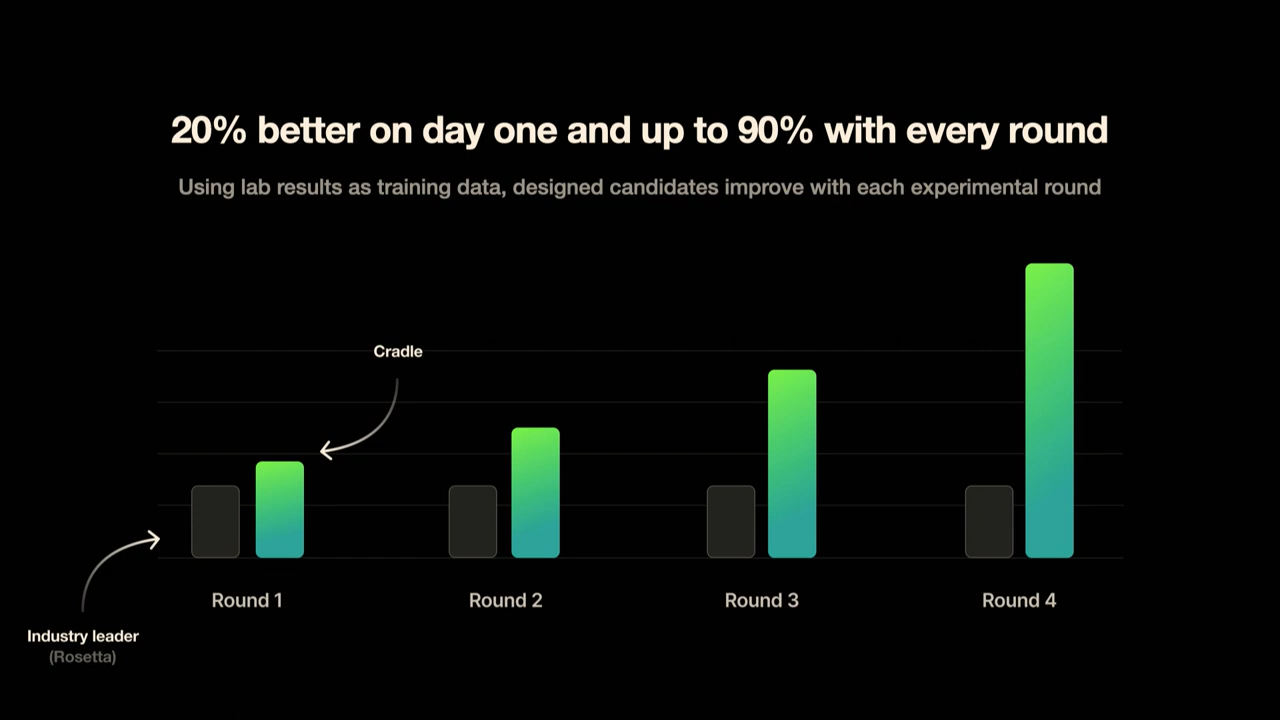 20% better on day one and up to 90% with every round
Using lab results as training data, designed candidates improve with each experimental round
Cradle
Round 1
Round 2
Round 3
Round 4
Industry leader
(Rosetta)